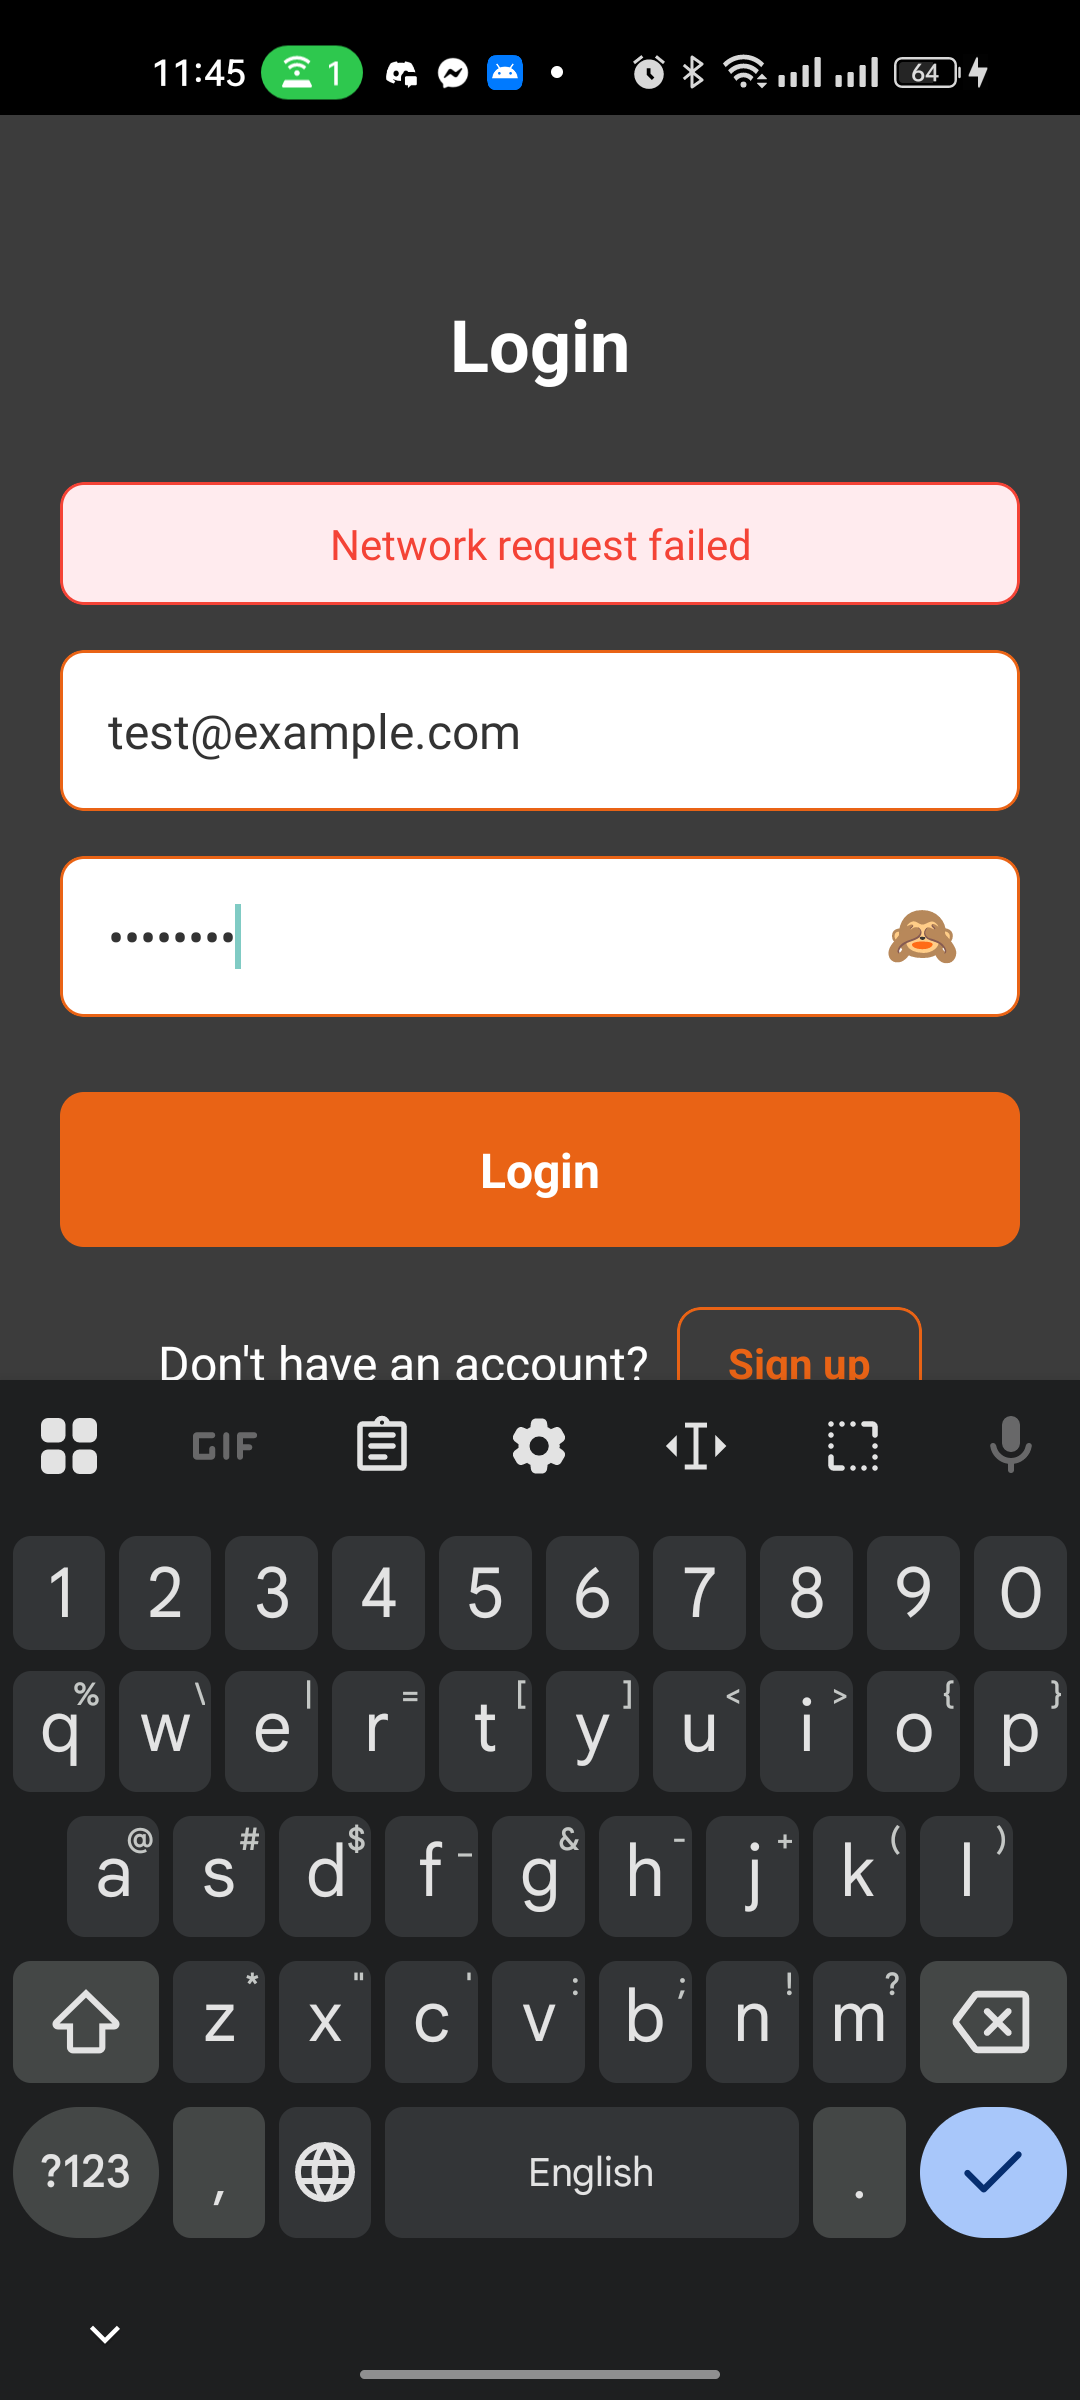 11:45 1 64
Login
Network request failed
test@example.com
••••••••
Login
Don't have an account? Sign up
GIF
1 2 3 4 5 6 7 8 9 0
q% w\ e| r= t[ y] u< i> o{ p}
a@ s# d$ f_ g& h- j+ k( l)
z* x" c' v: b; n! m?
?123 , English .